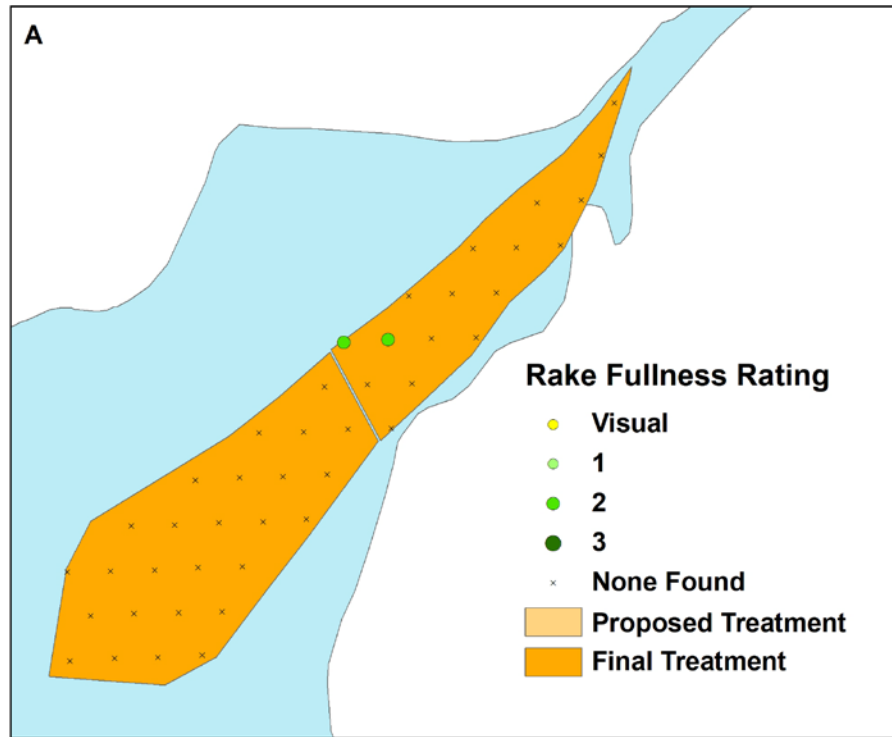 A
Rake Fullness Rating
Visual
1
2
3
None Found
Proposed Treatment
Final Treatment